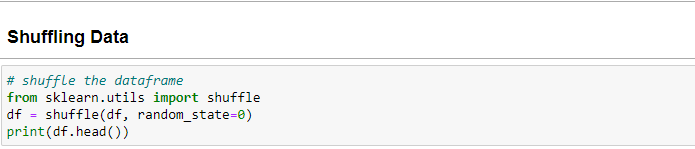 Shuffling Data
# shuffle the dataframe
from sklearn.utils import shuffle
df = shuffle(df, random_state=0)
print(df.head())